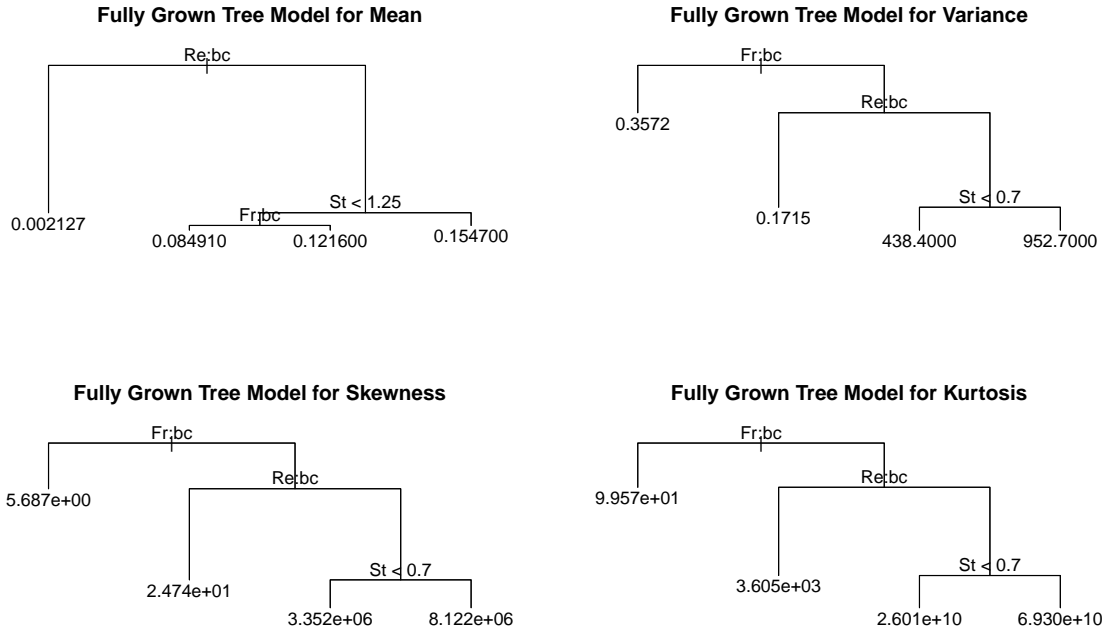 Fully Grown Tree Model for Mean
Re:bc
St < 1.25
Fr:bc
0.002127
0.084910
0.121600
0.154700
Fully Grown Tree Model for Variance
Fr:bc
Re:bc
0.3572
St < 0.7
0.1715
438.4000
952.7000
Fully Grown Tree Model for Skewness
Fr:bc
Re:bc
5.687e+00
St < 0.7
2.474e+01
3.352e+06
8.122e+06
Fully Grown Tree Model for Kurtosis
Fr:bc
Re:bc
9.957e+01
St < 0.7
3.605e+03
2.601e+10
6.930e+10